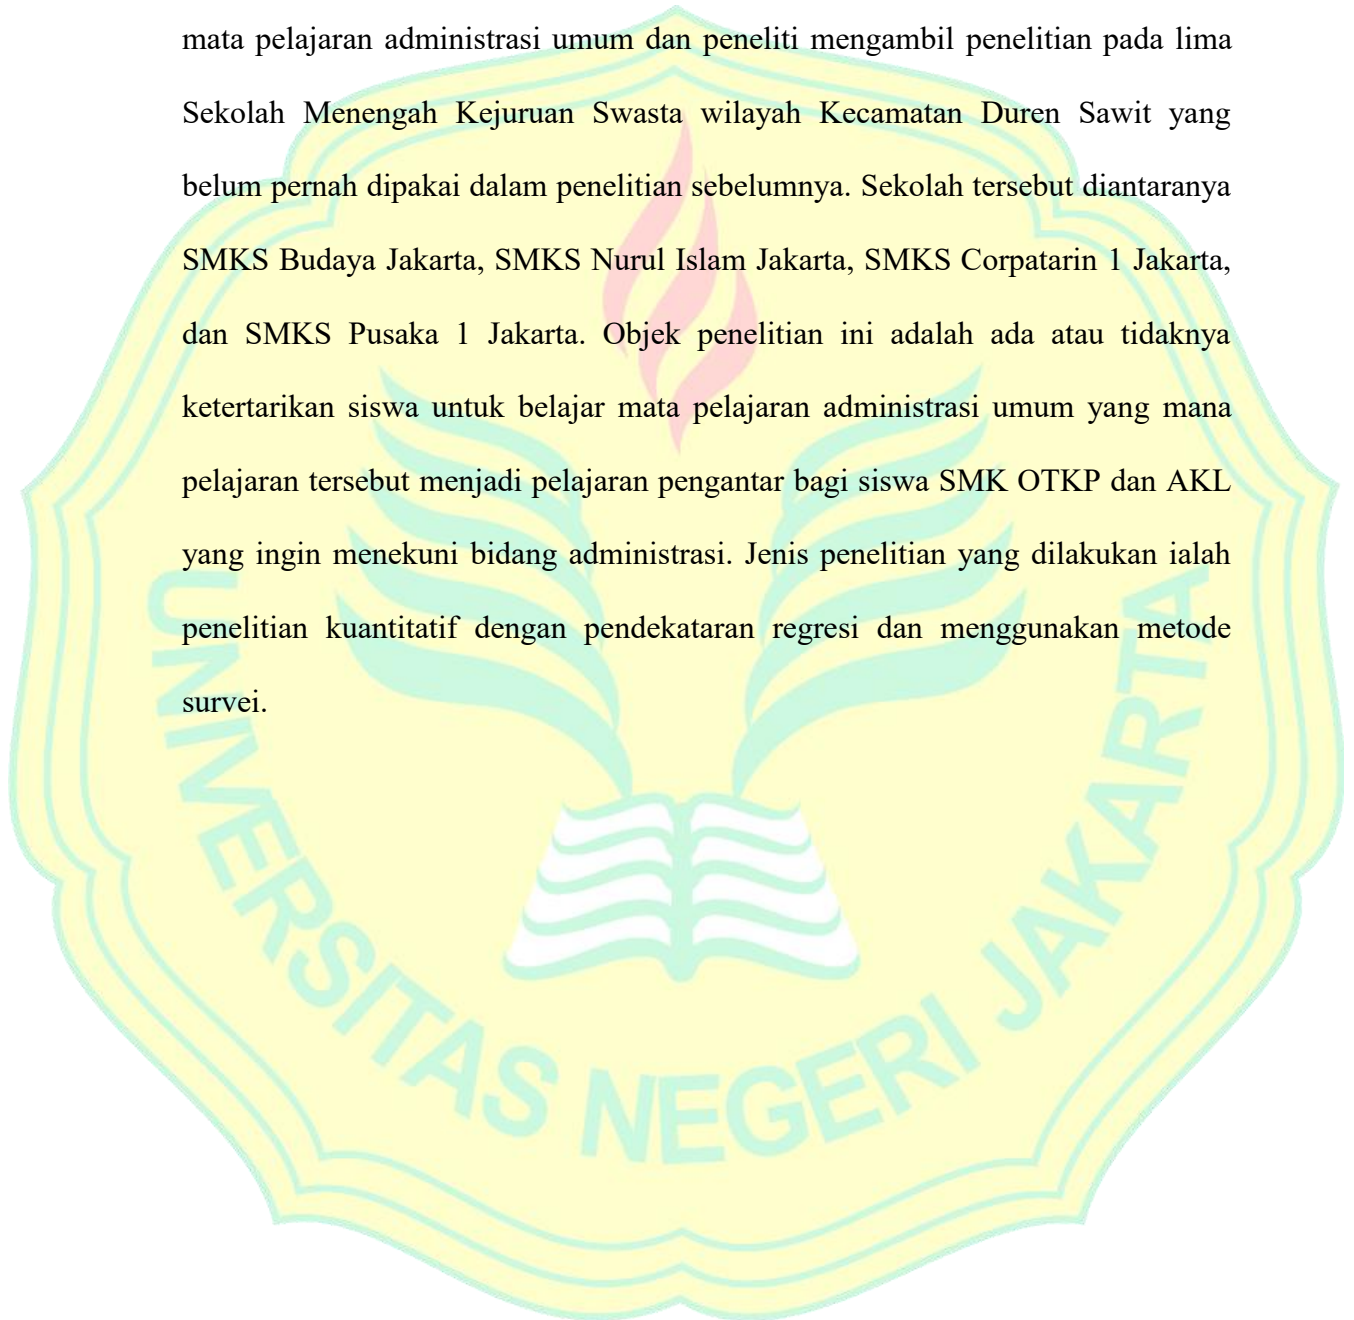 mata pelajaran administrasi umum dan peneliti mengambil penelitian pada lima
Sekolah Menengah Kejuruan Swasta wilayah Kecamatan Duren Sawit yang
belum pernah dipakai dalam penelitian sebelumnya. Sekolah tersebut diantaranya
SMKS Budaya Jakarta, SMKS Nurul Islam Jakarta, SMKS Corpatarin 1 Jakarta,
dan SMKS Pusaka 1 Jakarta. Objek penelitian ini adalah ada atau tidaknya
ketertarikan siswa untuk belajar mata pelajaran administrasi umum yang mana
pelajaran tersebut menjadi pelajaran pengantar bagi siswa SMK OTKP dan AKL
yang ingin menekuni bidang administrasi. Jenis penelitian yang dilakukan ialah
penelitian kuantitatif dengan pendekataran regresi dan menggunakan metode
survei.
UNIVERSITAS NEGERI JAKARTA